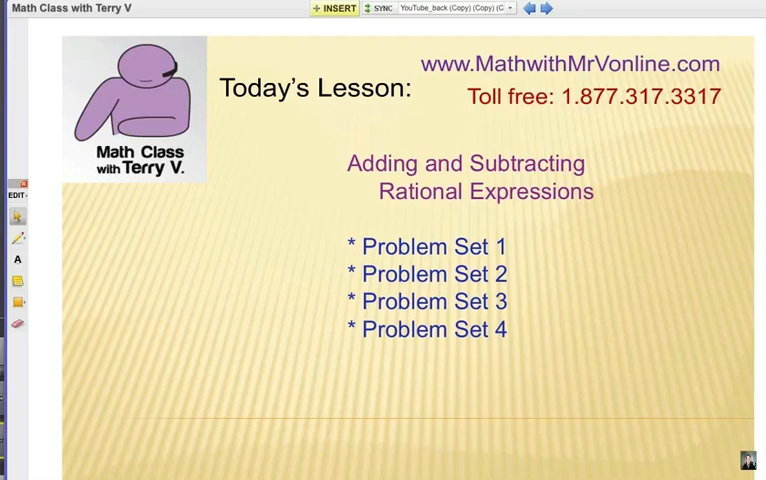 Math Class with Terry V
INSERT
SYNC
YouTube_back (Copy) (Copy) (C
www.MathwithMrVonline.com
Today's Lesson:
Toll free: 1.877.317.3317
Math Class
with Terry V.
Adding and Subtracting
Rational Expressions
EDIT
A
* Problem Set 1
* Problem Set 2
* Problem Set 3
* Problem Set 4